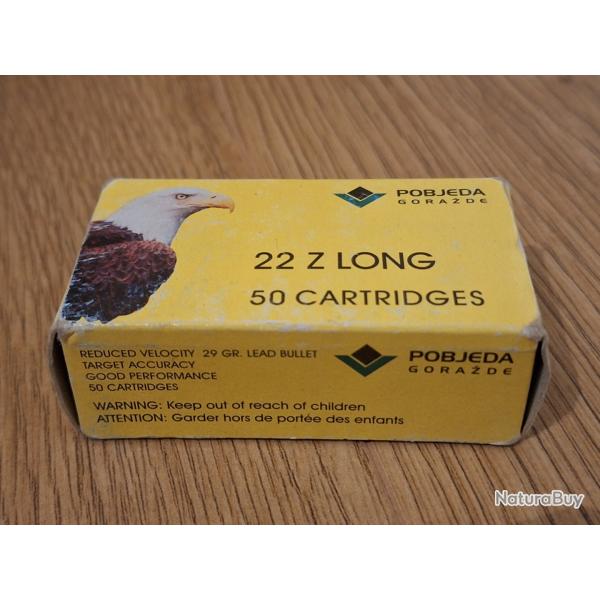 POBJEDA
GORAŽDE
22 Z LONG
50 CARTRIDGES
REDUCED VELOCITY 29 GR. LEAD BULLET
TARGET ACCURACY
GOOD PERFORMANCE
50 CARTRIDGES
WARNING: Keep out of reach of children
ATTENTION: Garder hors de portée des enfants
POBJEDA
GORAŽDE
NaturaBuy